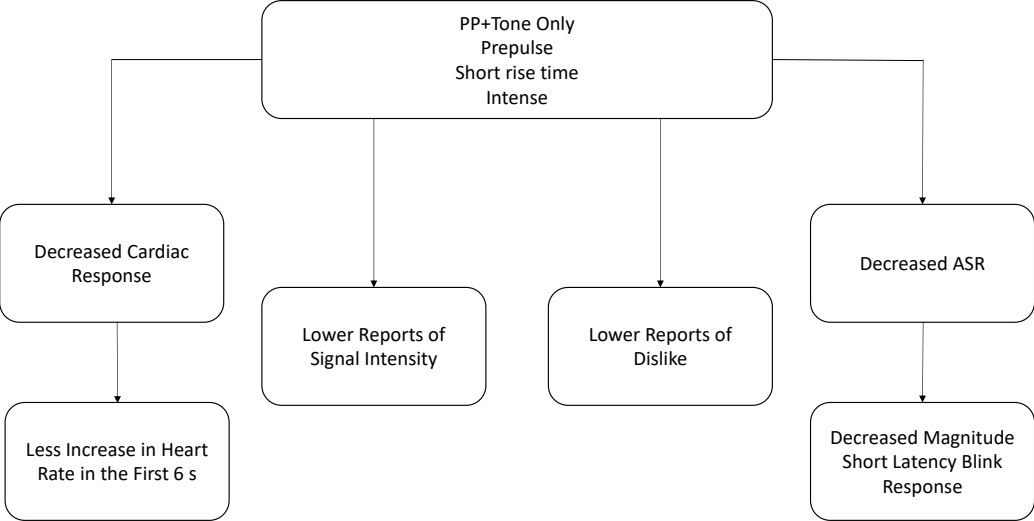 PP+Tone Only
Prepulse
Short rise time
Intense
Decreased Cardiac
Response
Decreased ASR
Lower Reports of
Signal Intensity
Lower Reports of
Dislike
Less Increase in Heart
Rate in the First 6 s
Decreased Magnitude
Short Latency Blink
Response